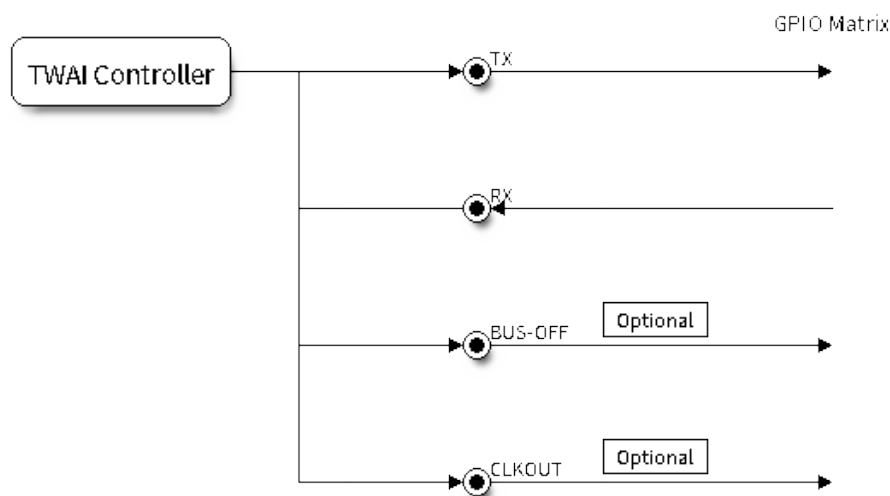 GPIO Matrix
TWAI Controller
TX
RX
BUS-OFF
Optional
CLKOUT
Optional